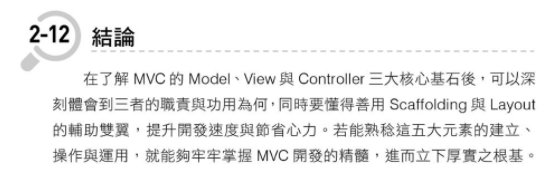 2-12 結論
在了解 MVC 的 Model、View 與 Controller 三大核心基石後，可以深
刻體會到三者的職責與功用為何，同時要懂得善用 Scaffolding 與 Layout
的輔助雙翼，提升開發速度與節省心力。若能熟稔這五大元素的建立、
操作與運用，就能夠牢牢掌握 MVC 開發的精髓，進而立下厚實之根基。